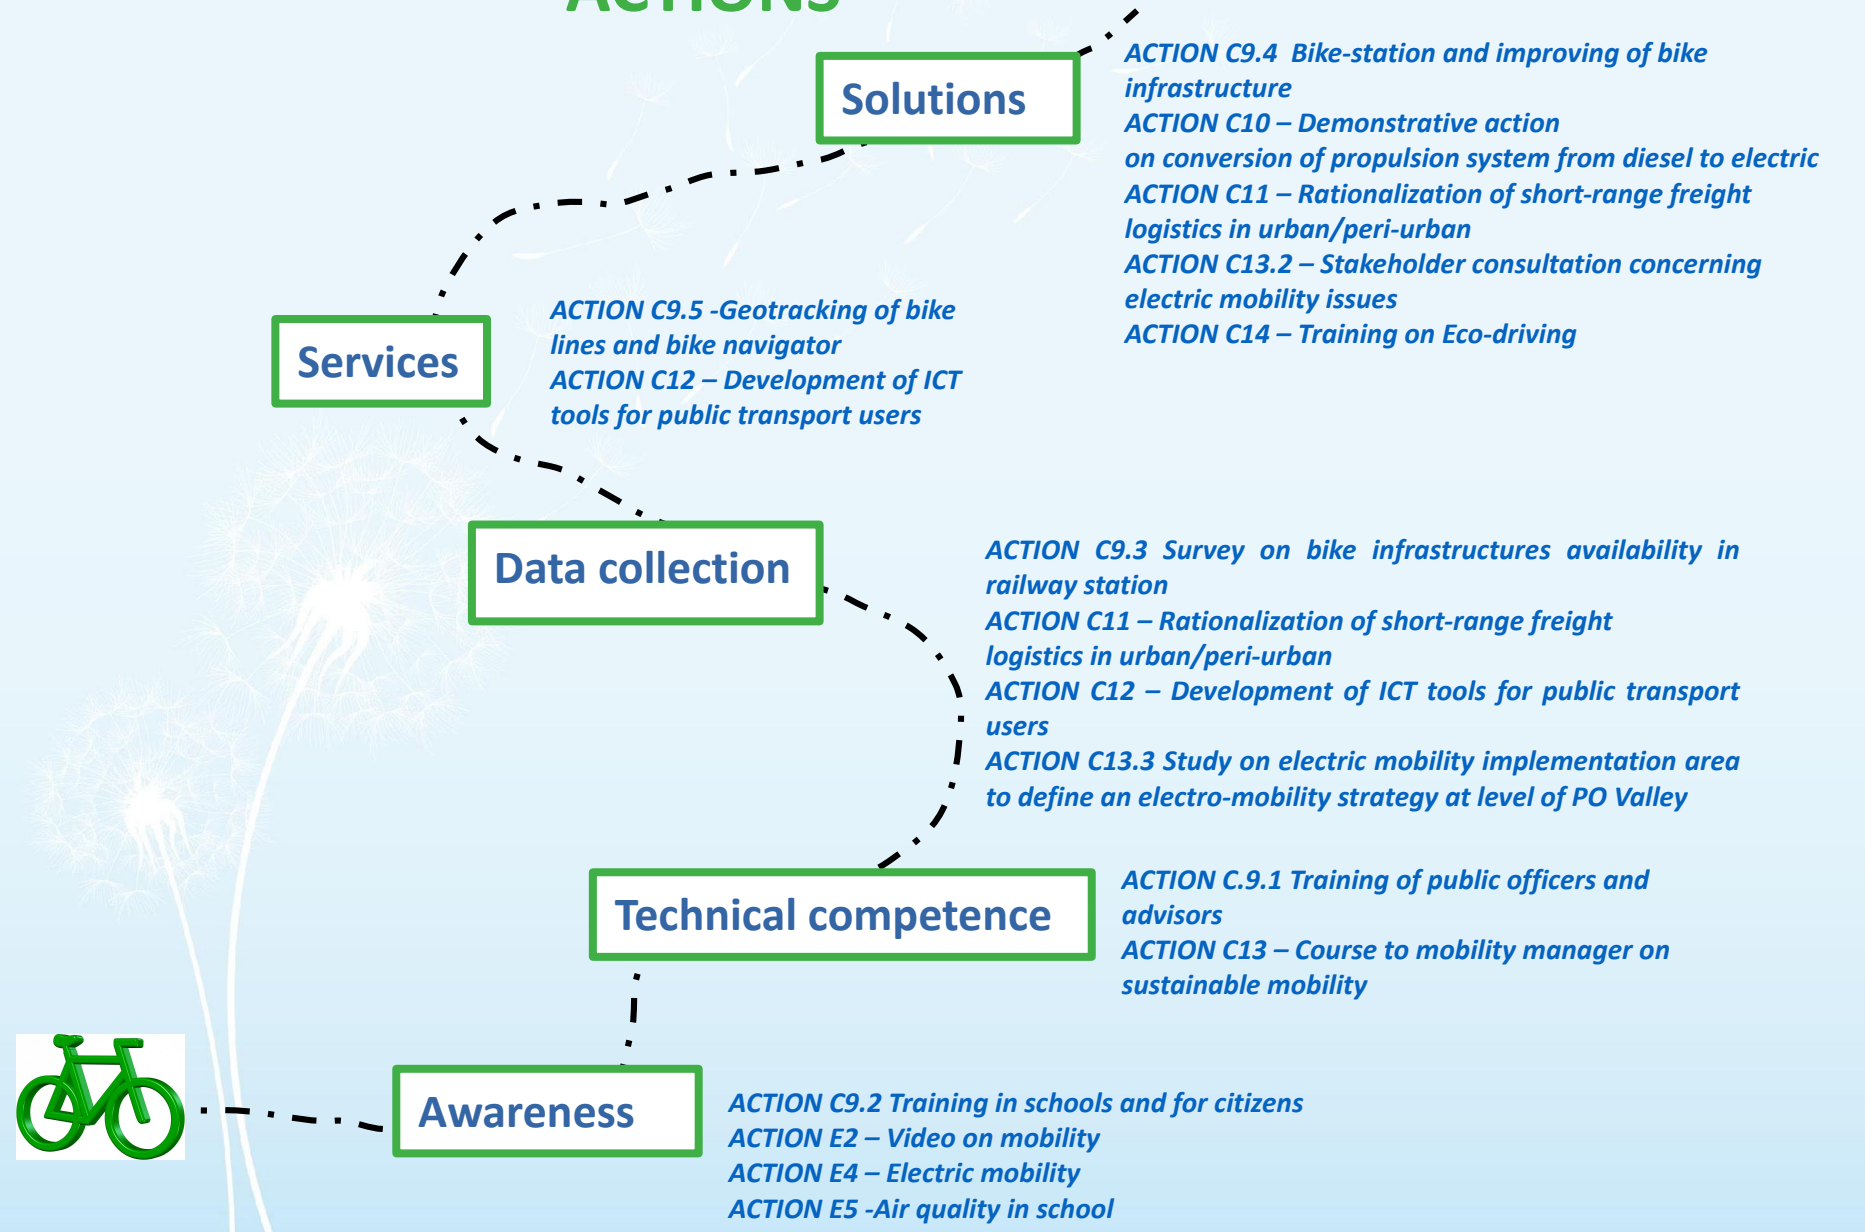 ACTIONS
Solutions
ACTION C9.4  Bike-station and improving of bike
infrastructure
ACTION C10 – Demonstrative action
on conversion of propulsion system from diesel to electric
ACTION C11 – Rationalization of short-range freight
logistics in urban/peri-urban
ACTION C13.2 – Stakeholder consultation concerning
electric mobility issues
ACTION C14 – Training on Eco-driving
Services
ACTION C9.5 -Geotracking of bike
lines and bike navigator
ACTION C12 – Development of ICT
tools for public transport users
Data collection
ACTION C9.3 Survey on bike infrastructures availability in
railway station
ACTION C11 – Rationalization of short-range freight
logistics in urban/peri-urban
ACTION C12 – Development of ICT tools for public transport
users
ACTION C13.3 Study on electric mobility implementation area
to define an electro-mobility strategy at level of PO Valley
Technical competence
ACTION C.9.1 Training of public officers and
advisors
ACTION C13 – Course to mobility manager on
sustainable mobility
Awareness
ACTION C9.2 Training in schools and for citizens
ACTION E2 – Video on mobility
ACTION E4 – Electric mobility
ACTION E5 -Air quality in school